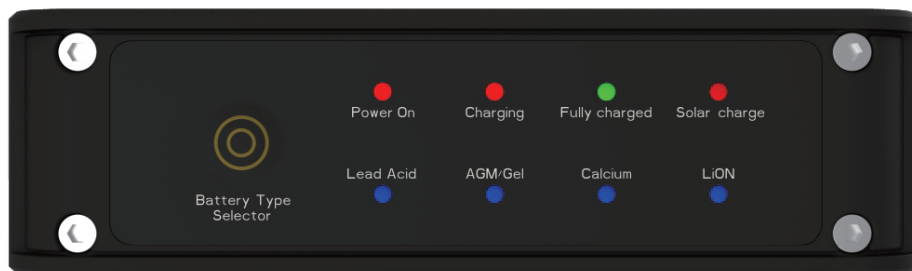 Power On
Charging
Fully charged
Solar charge
Lead Acid
AGM/Gel
Calcium
LiON
Battery Type
Selector